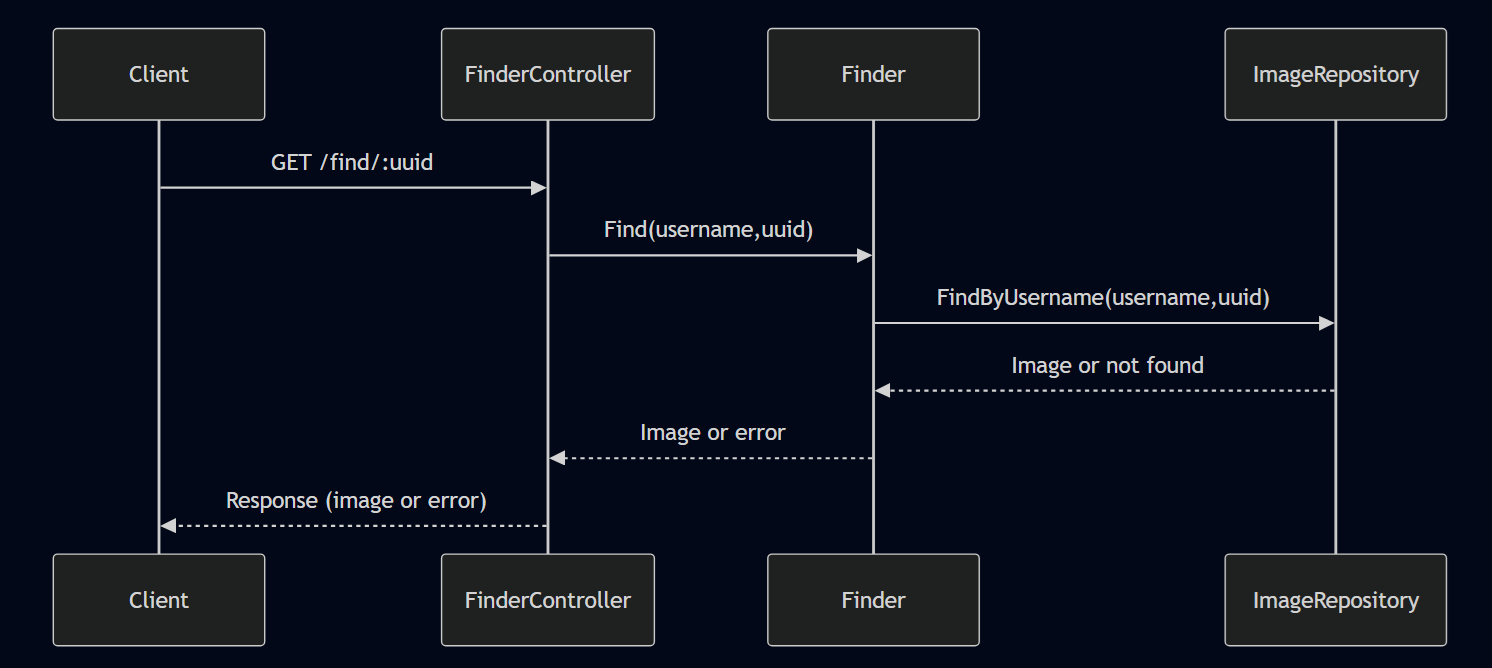 Client
FinderController
Finder
ImageRepository
GET /find/:uuid
Find(username,uuid)
FindByUsername(username,uuid)
Image or not found
Image or error
Response (image or error)
Client
FinderController
Finder
ImageRepository